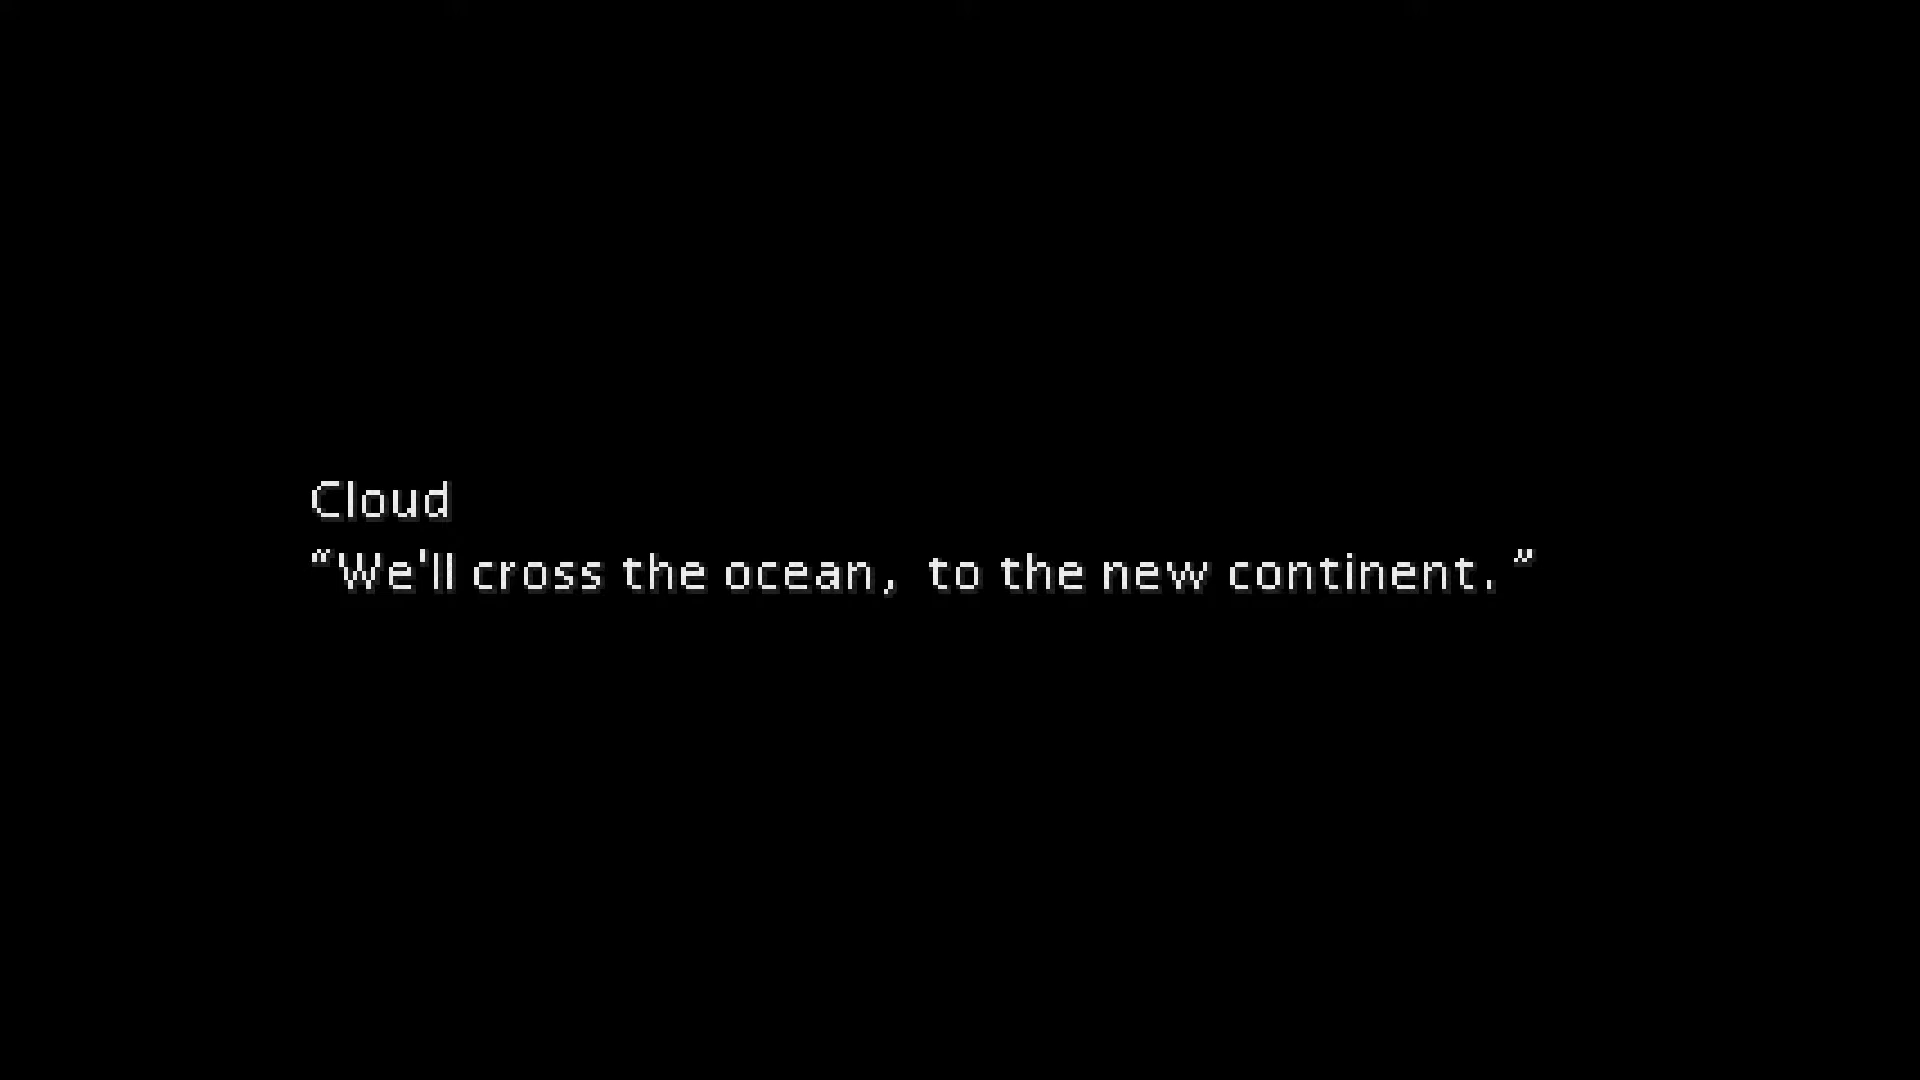 Cloud
“We'll cross the ocean, to the new continent.”